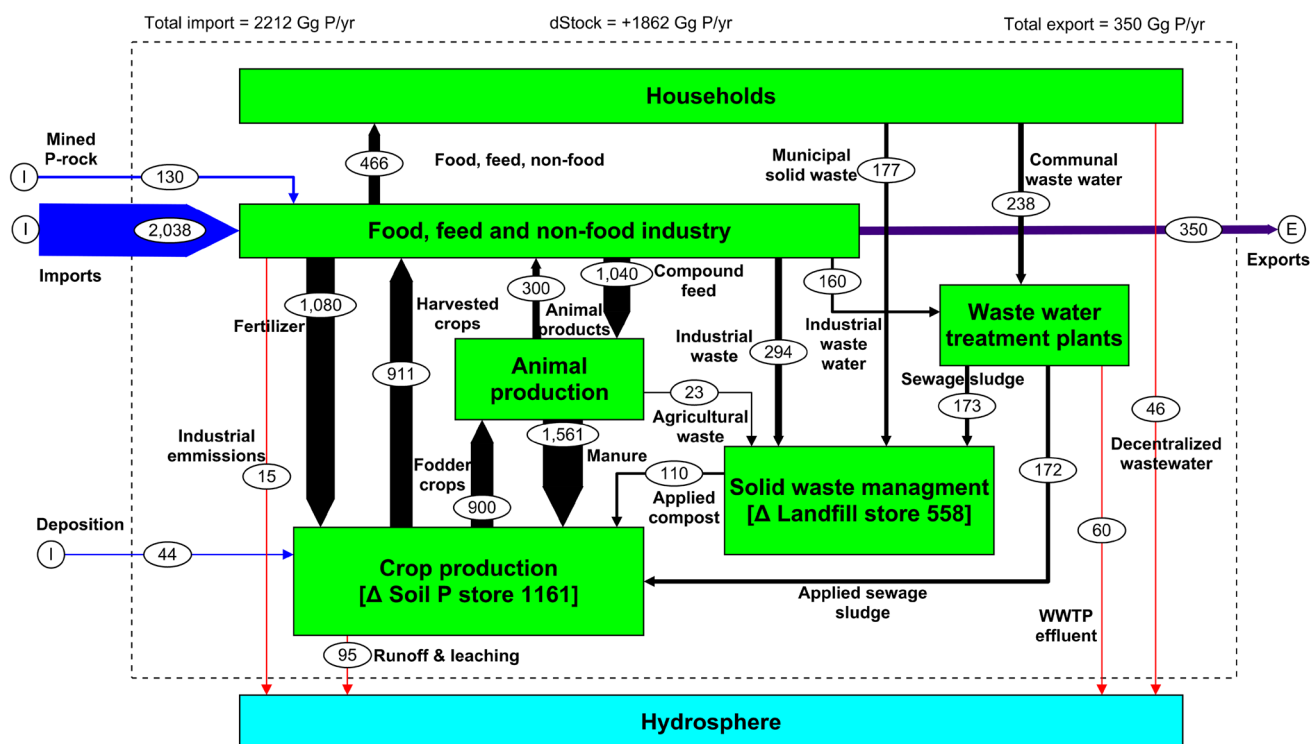 Total import = 2212 Gg P/yr
dStock = +1862 Gg P/yr
Total export = 350 Gg P/yr
Households
Mined
P-rock
I
130
466
Food, feed, non-food
Municipal
solid waste
177
Communal
waste water
238
I
2,038
Imports
Food, feed and non-food industry
350
E
Exports
1,080
Fertilizer
Harvested
crops
911
300
Animal
products
1,040
Compound
feed
Industrial
waste
294
160
Industrial
waste
water
Waste water
treatment plants
Animal
production
23
Agricultural
waste
Sewage sludge
173
172
46
Decentralized
wastewater
Industrial
emmissions
15
Fodder
crops
900
1,561
Manure
110
Applied
compost
Solid waste managment
[Δ Landfill store 558]
60
Deposition
I
44
Crop production
[Δ Soil P store 1161]
Applied sewage
sludge
WWTP
effluent
95
Runoff & leaching
Hydrosphere